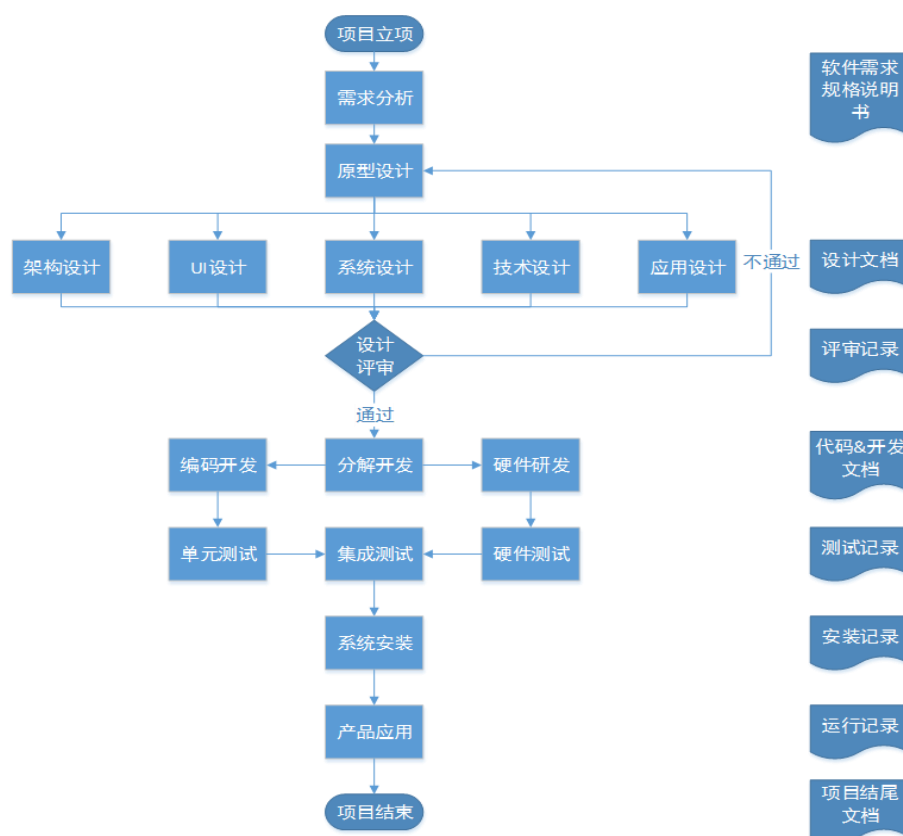 项目立项
软件需求
规格说明
书
需求分析
原型设计
架构设计
UI设计
系统设计
技术设计
应用设计
不通过
设计文档
设计
评审
评审记录
通过
编码开发
分解开发
硬件研发
代码&开发
文档
单元测试
集成测试
硬件测试
测试记录
系统安装
安装记录
产品应用
运行记录
项目结束
项目结尾
文档